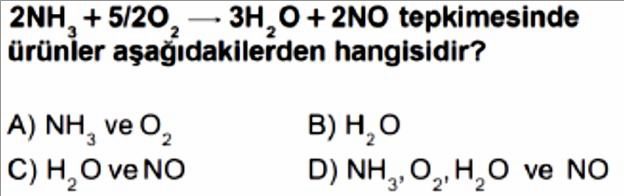 2NH₃ + 5/2O₂ → 3H₂O + 2NO tepkimesinde
ürünler aşağıdakilerden hangisidir?
A) NH₃ ve O₂ B) H₂O
C) H₂O ve NO D) NH₃, O₂, H₂O ve NO